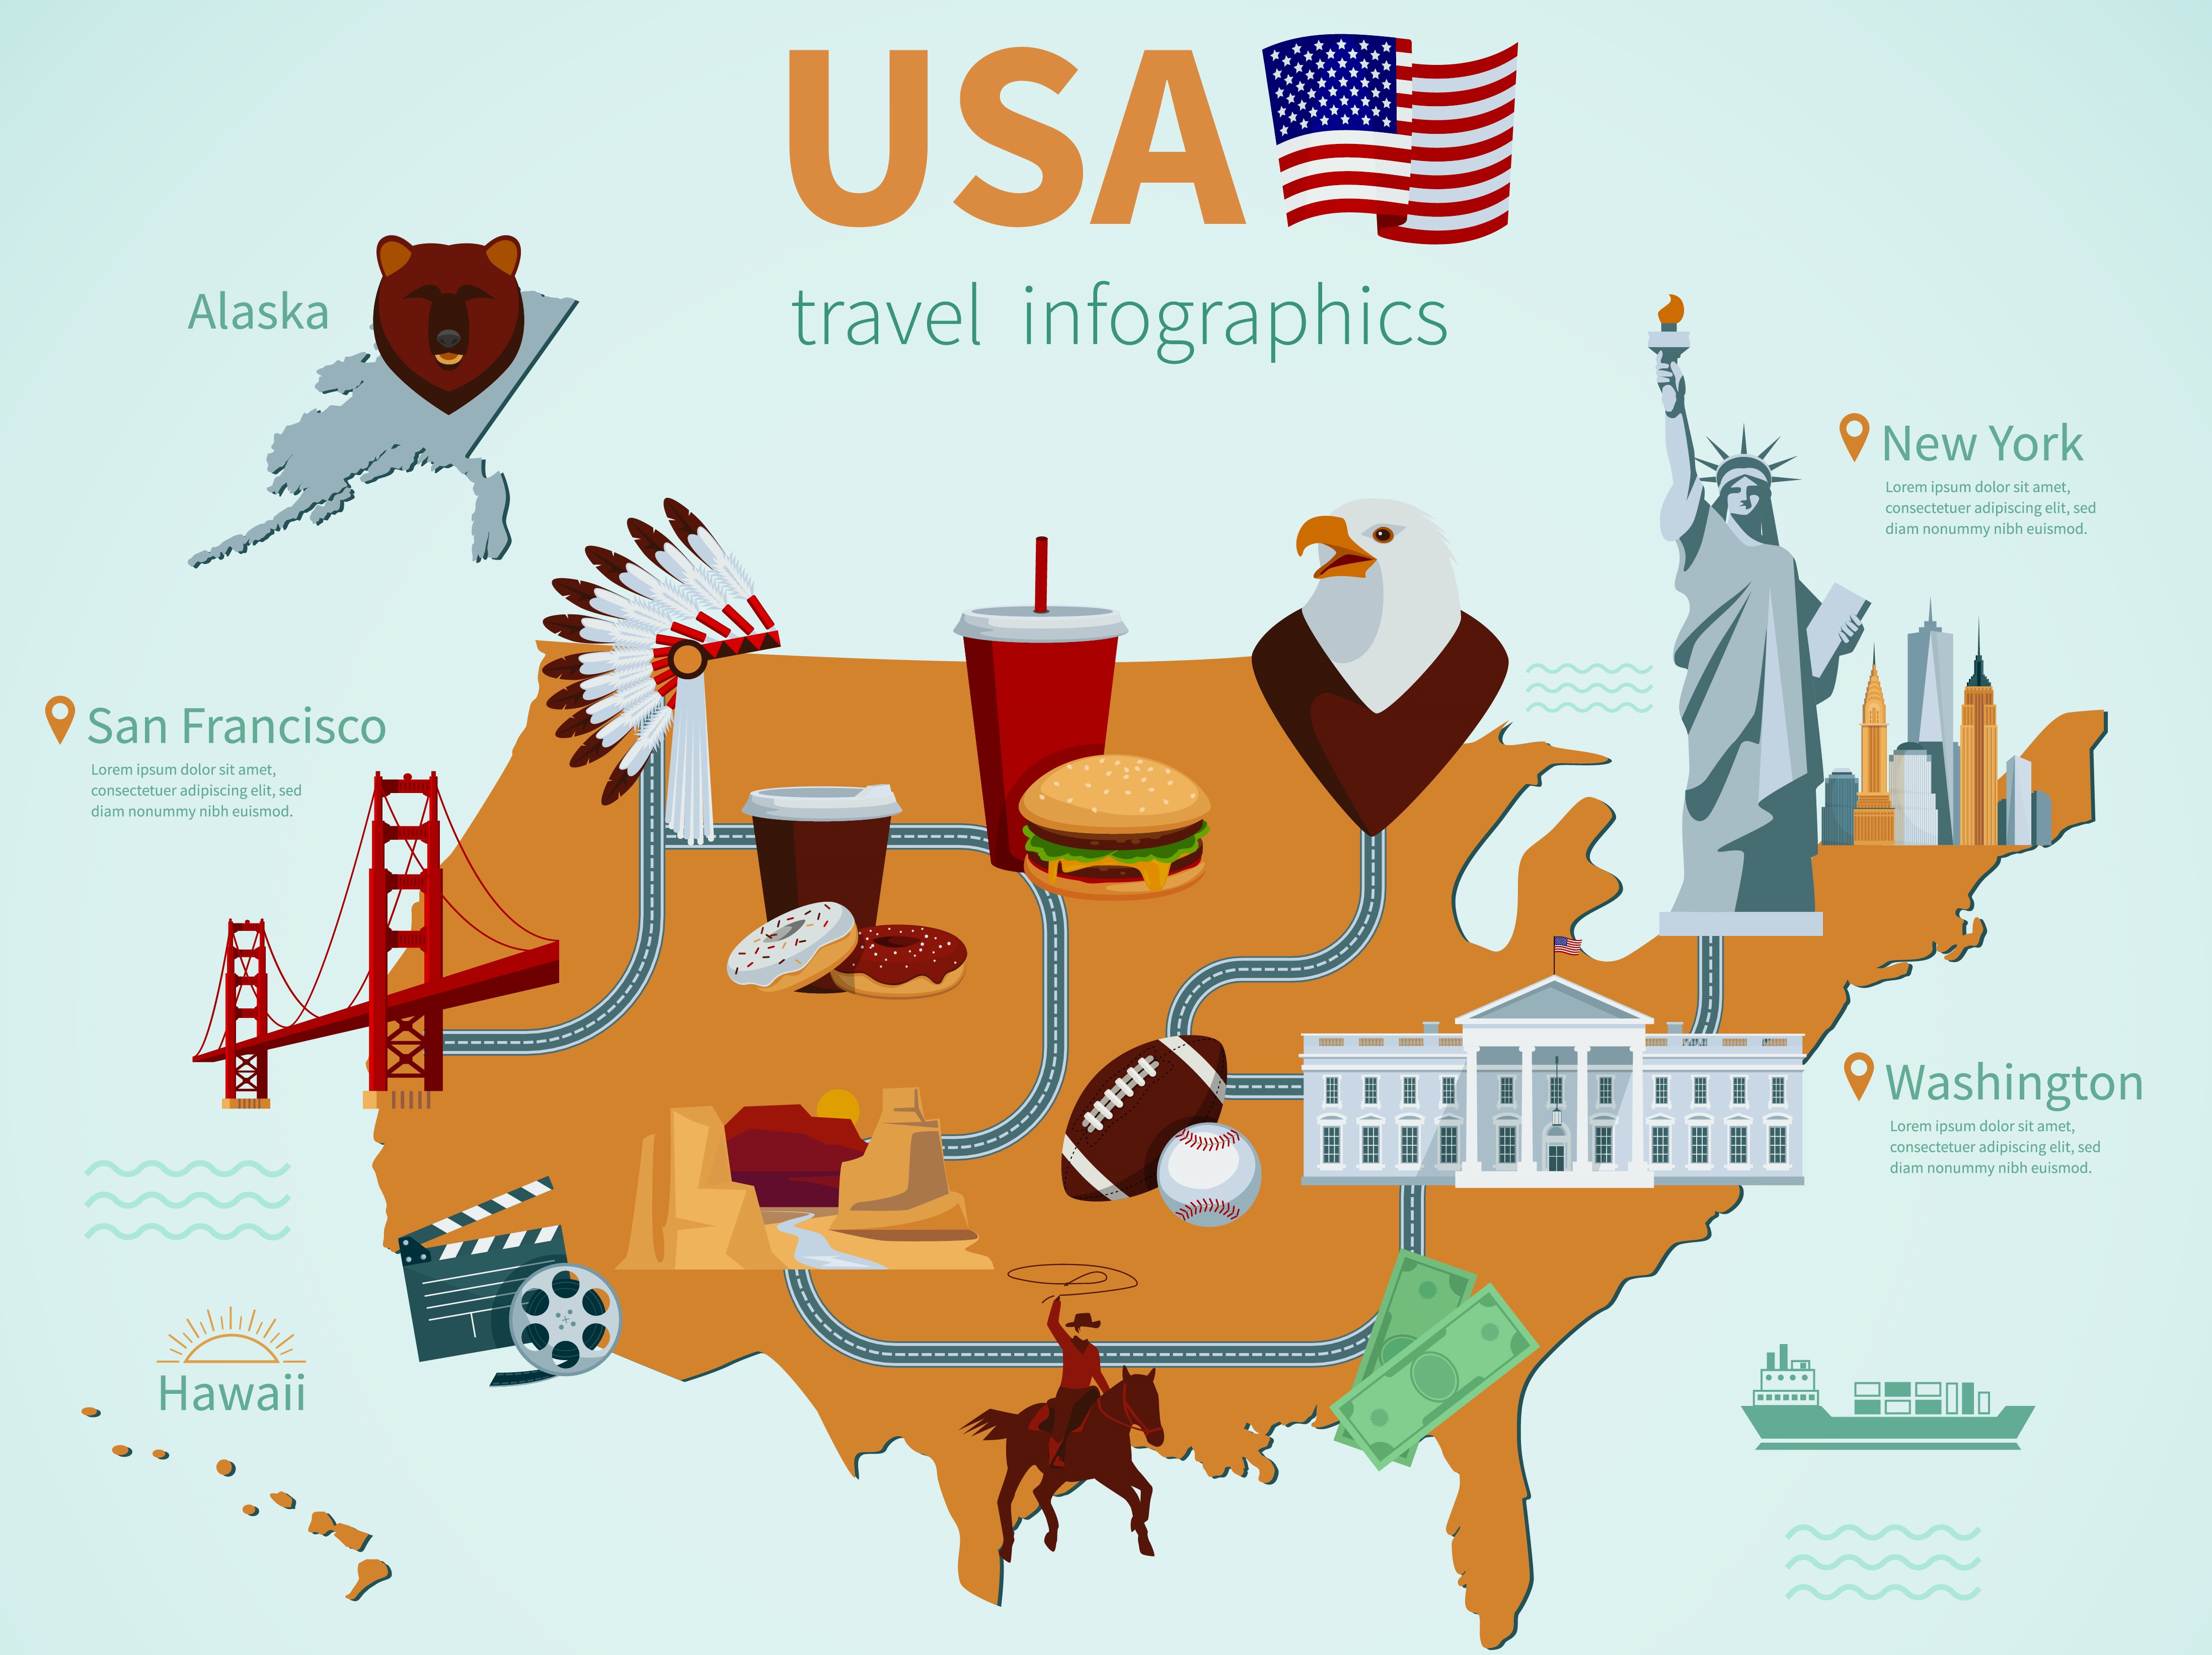 USA
travel infographics
Alaska
New York
Lorem ipsum dolor sit amet,
consectetuer adipiscing elit, sed
diam nonummy nibh euismod.
San Francisco
Lorem ipsum dolor sit amet,
consectetuer adipiscing elit, sed
diam nonummy nibh euismod.
Washington
Lorem ipsum dolor sit amet,
consectetuer adipiscing elit, sed
diam nonummy nibh euismod.
Hawaii